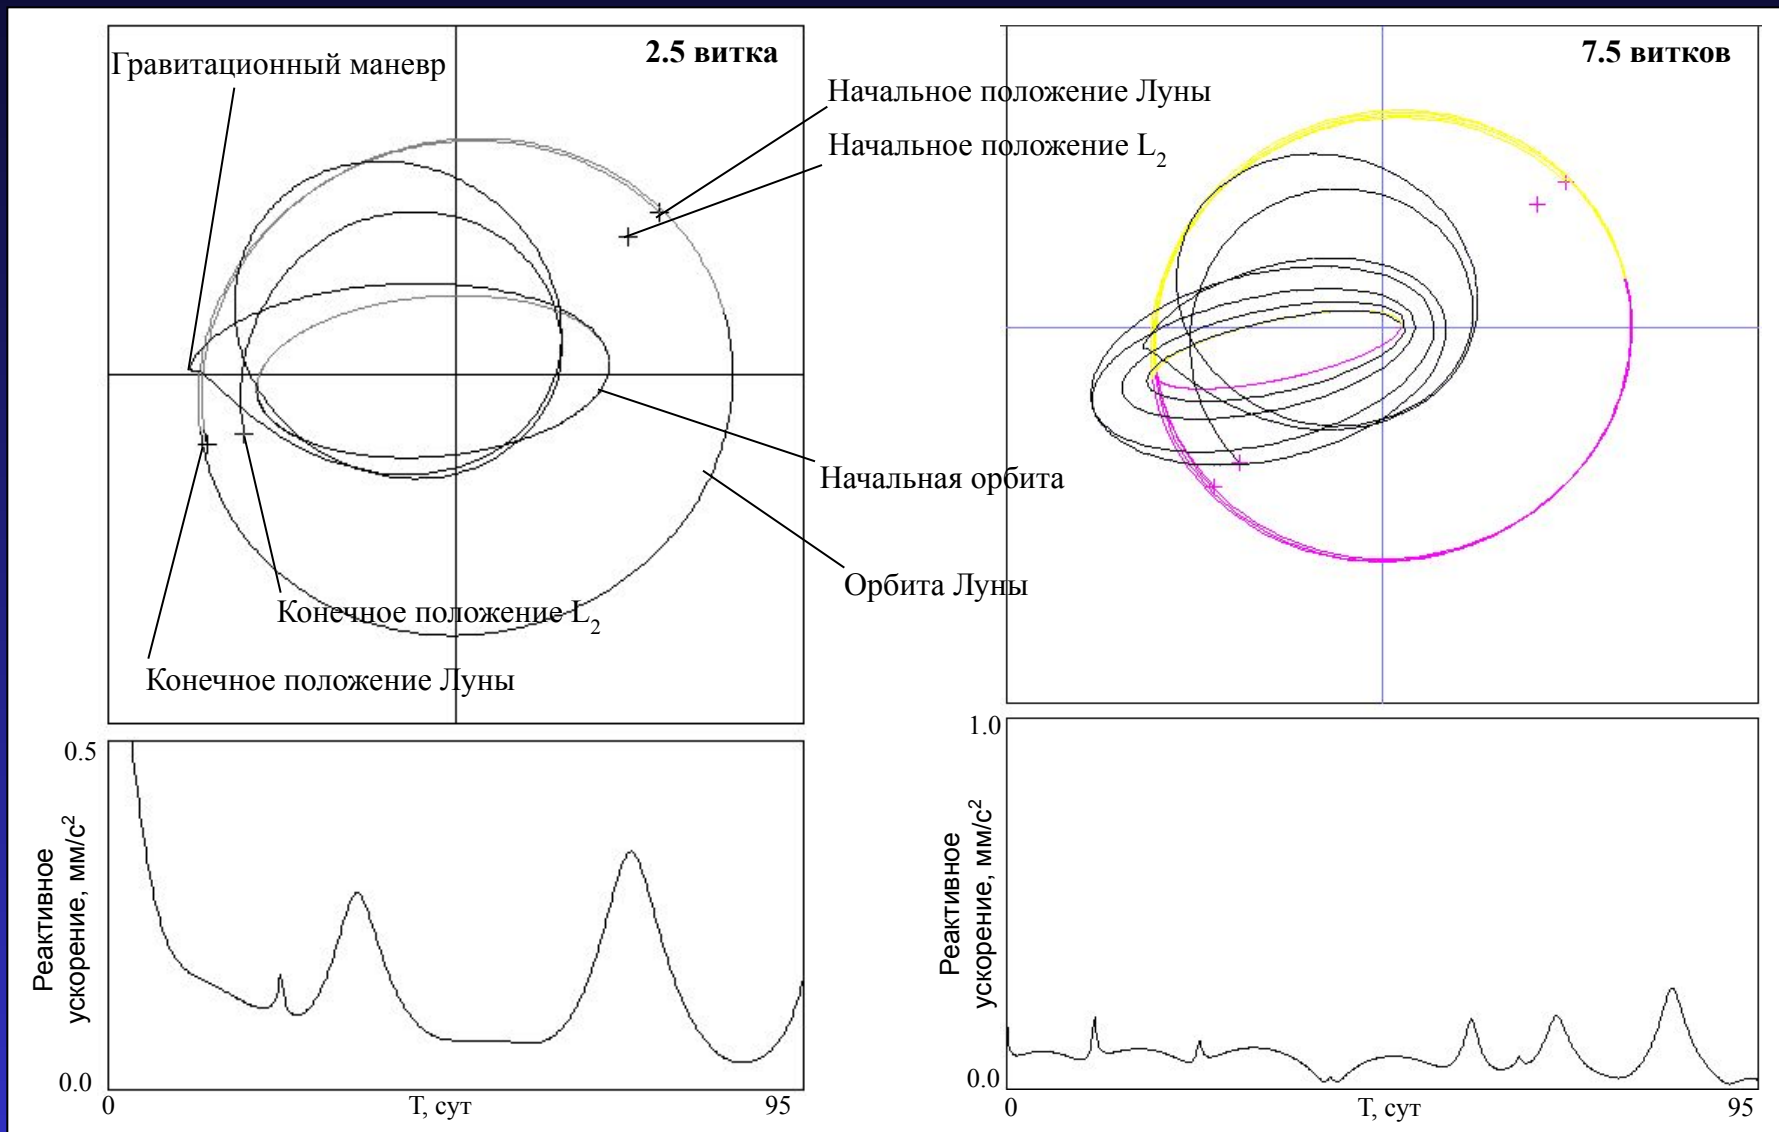 2.5 витка
7.5 витков
Гравитационный маневр
Начальное положение Луны
Начальное положение L2
Начальная орбита
Орбита Луны
Конечное положение L2
Конечное положение Луны
0.5
Реактивное
ускорение, мм/с²
0.0
0
T, сут
95
1.0
Реактивное
ускорение, мм/с²
0.0
0
T, сут
95